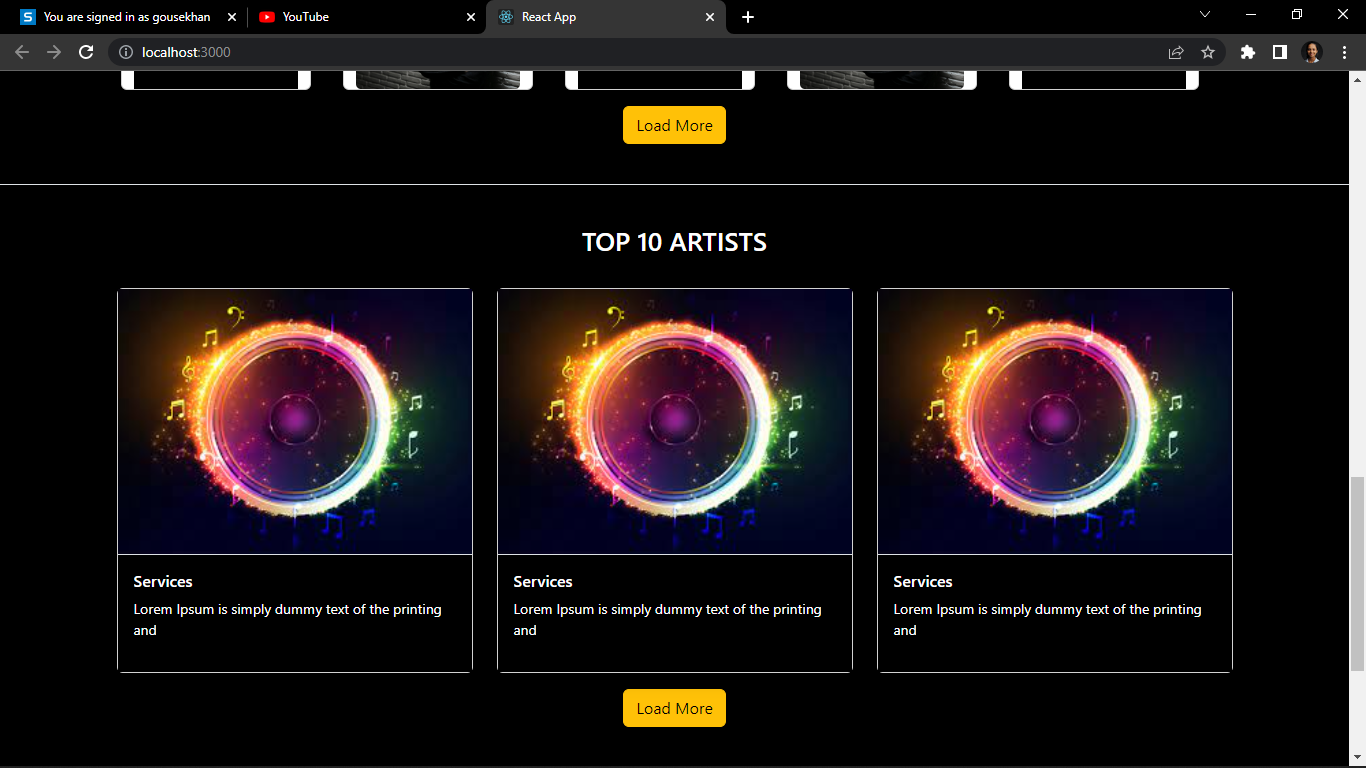 You are signed in as gousekhan
YouTube
React App
localhost:3000
Load More
TOP 10 ARTISTS
Services
Lorem Ipsum is simply dummy text of the printing
and
Services
Lorem Ipsum is simply dummy text of the printing
and
Services
Lorem Ipsum is simply dummy text of the printing
and
Load More